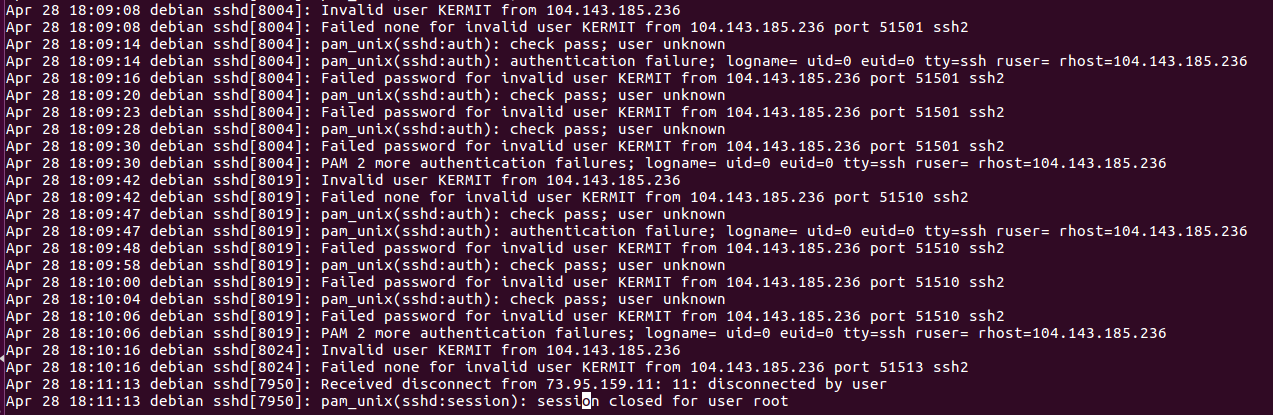 Apr 28 18:09:08 debian sshd[8004]: Invalid user KERMIT from 104.143.185.236
Apr 28 18:09:08 debian sshd[8004]: Failed none for invalid user KERMIT from 104.143.185.236 port 51501 ssh2
Apr 28 18:09:14 debian sshd[8004]: pam_unix(sshd:auth): check pass; user unknown
Apr 28 18:09:14 debian sshd[8004]: pam_unix(sshd:auth): authentication failure; logname= uid=0 euid=0 tty=ssh ruser= rhost=104.143.185.236
Apr 28 18:09:16 debian sshd[8004]: Failed password for invalid user KERMIT from 104.143.185.236 port 51501 ssh2
Apr 28 18:09:20 debian sshd[8004]: pam_unix(sshd:auth): check pass; user unknown
Apr 28 18:09:23 debian sshd[8004]: Failed password for invalid user KERMIT from 104.143.185.236 port 51501 ssh2
Apr 28 18:09:28 debian sshd[8004]: pam_unix(sshd:auth): check pass; user unknown
Apr 28 18:09:30 debian sshd[8004]: Failed password for invalid user KERMIT from 104.143.185.236 port 51501 ssh2
Apr 28 18:09:30 debian sshd[8004]: PAM 2 more authentication failures; logname= uid=0 euid=0 tty=ssh ruser= rhost=104.143.185.236
Apr 28 18:09:42 debian sshd[8019]: Invalid user KERMIT from 104.143.185.236
Apr 28 18:09:42 debian sshd[8019]: Failed none for invalid user KERMIT from 104.143.185.236 port 51510 ssh2
Apr 28 18:09:47 debian sshd[8019]: pam_unix(sshd:auth): check pass; user unknown
Apr 28 18:09:47 debian sshd[8019]: pam_unix(sshd:auth): authentication failure; logname= uid=0 euid=0 tty=ssh ruser= rhost=104.143.185.236
Apr 28 18:09:48 debian sshd[8019]: Failed password for invalid user KERMIT from 104.143.185.236 port 51510 ssh2
Apr 28 18:09:58 debian sshd[8019]: pam_unix(sshd:auth): check pass; user unknown
Apr 28 18:10:00 debian sshd[8019]: Failed password for invalid user KERMIT from 104.143.185.236 port 51510 ssh2
Apr 28 18:10:04 debian sshd[8019]: pam_unix(sshd:auth): check pass; user unknown
Apr 28 18:10:06 debian sshd[8019]: Failed password for invalid user KERMIT from 104.143.185.236 port 51510 ssh2
Apr 28 18:10:06 debian sshd[8019]: PAM 2 more authentication failures; logname= uid=0 euid=0 tty=ssh ruser= rhost=104.143.185.236
Apr 28 18:10:16 debian sshd[8024]: Invalid user KERMIT from 104.143.185.236
Apr 28 18:10:16 debian sshd[8024]: Failed none for invalid user KERMIT from 104.143.185.236 port 51513 ssh2
Apr 28 18:11:13 debian sshd[7950]: Received disconnect from 73.95.159.11: 11: disconnected by user
Apr 28 18:11:13 debian sshd[7950]: pam_unix(sshd:session): session closed for user root